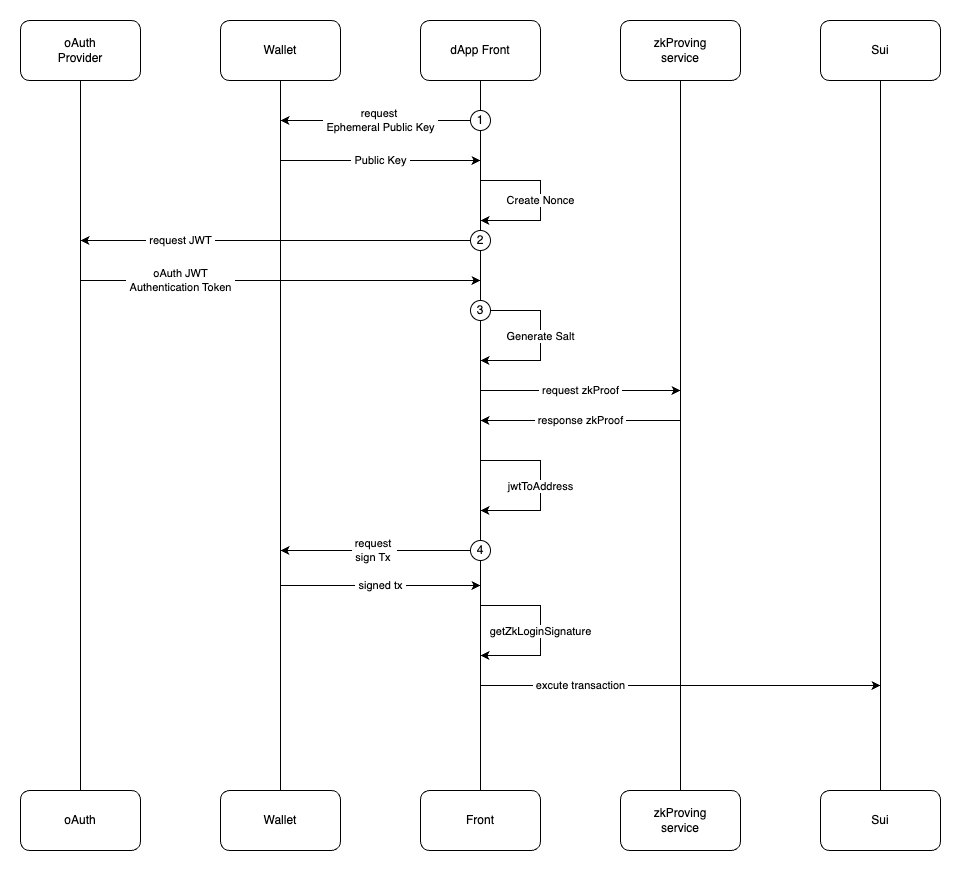 oAuth
Provider
Wallet
dApp Front
zkProving
service
Sui
request
Ephemeral Public Key
1
Public Key
Create Nonce
request JWT
2
oAuth JWT
Authentication Token
3
Generate Salt
request zkProof
response zkProof
jwtToAddress
request
sign Tx
4
signed tx
getZkLoginSignature
excute transaction
oAuth
Wallet
Front
zkProving
service
Sui